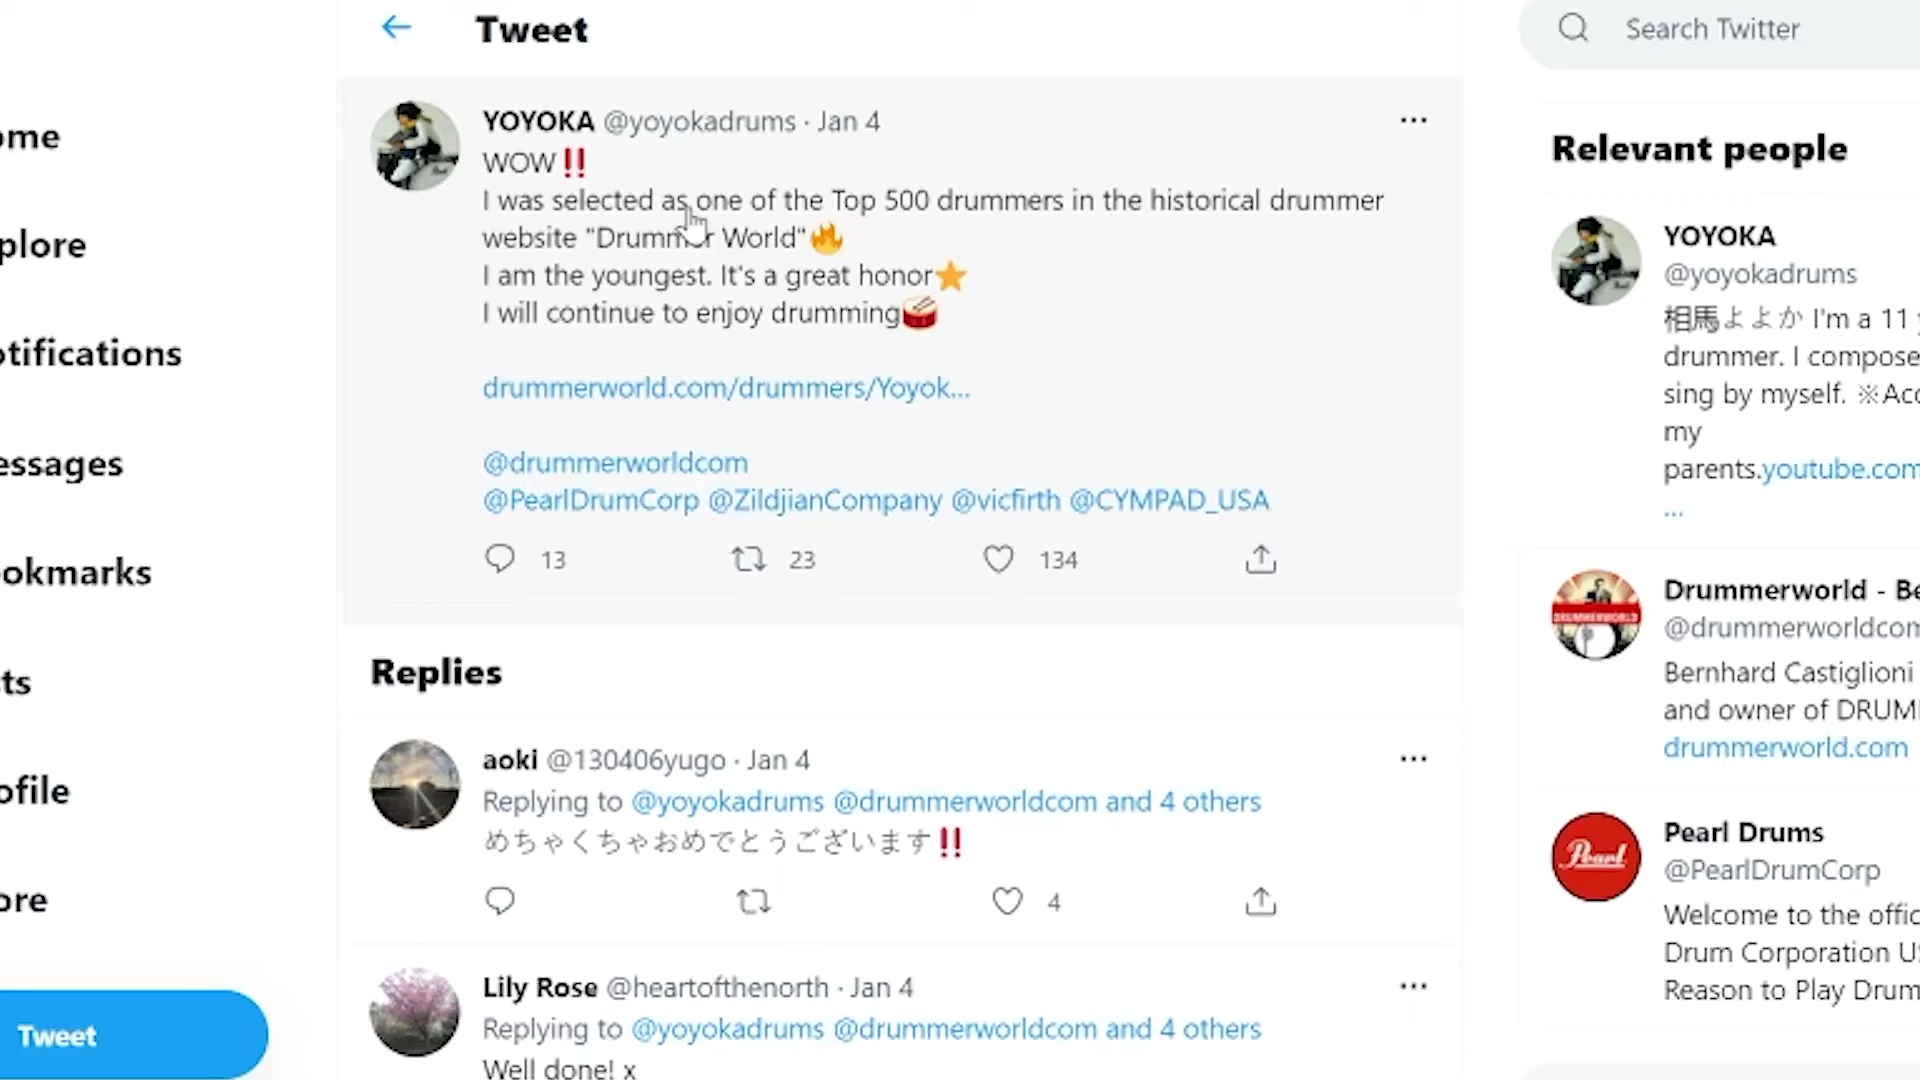 Tweet
Search Twitter
ome
plore
otifications
essages
ookmarks
sts
ofile
ore
Tweet
YOYOKA @yoyokadrums · Jan 4
WOW‼️
I was selected as one of the Top 500 drummers in the historical drummer
website "Drummer World"🔥
I am the youngest. It's a great honor⭐
I will continue to enjoy drumming🥁
drummerworld.com/drummers/Yoyok...
@drummerworldcom
@PearlDrumCorp @ZildjianCompany @vicfirth @CYMPAD_USA
13 23 134
Replies
aoki @130406yugo · Jan 4
Replying to @yoyokadrums @drummerworldcom and 4 others
めちゃくちゃおめでとうございます‼️
4
Lily Rose @heartofthenorth · Jan 4
Replying to @yoyokadrums @drummerworldcom and 4 others
Well done! x
Relevant people
YOYOKA
@yoyokadrums
相馬よよか I'm a 11
drummer. I compose
sing by myself. ※Acc
my
parents.youtube.com
...
DRUMMERWORLD
Drummerworld - Be
@drummerworldcom
Bernhard Castiglioni
and owner of DRUM
drummerworld.com
Pearl
Pearl Drums
@PearlDrumCorp
Welcome to the offic
Drum Corporation US
Reason to Play Drum